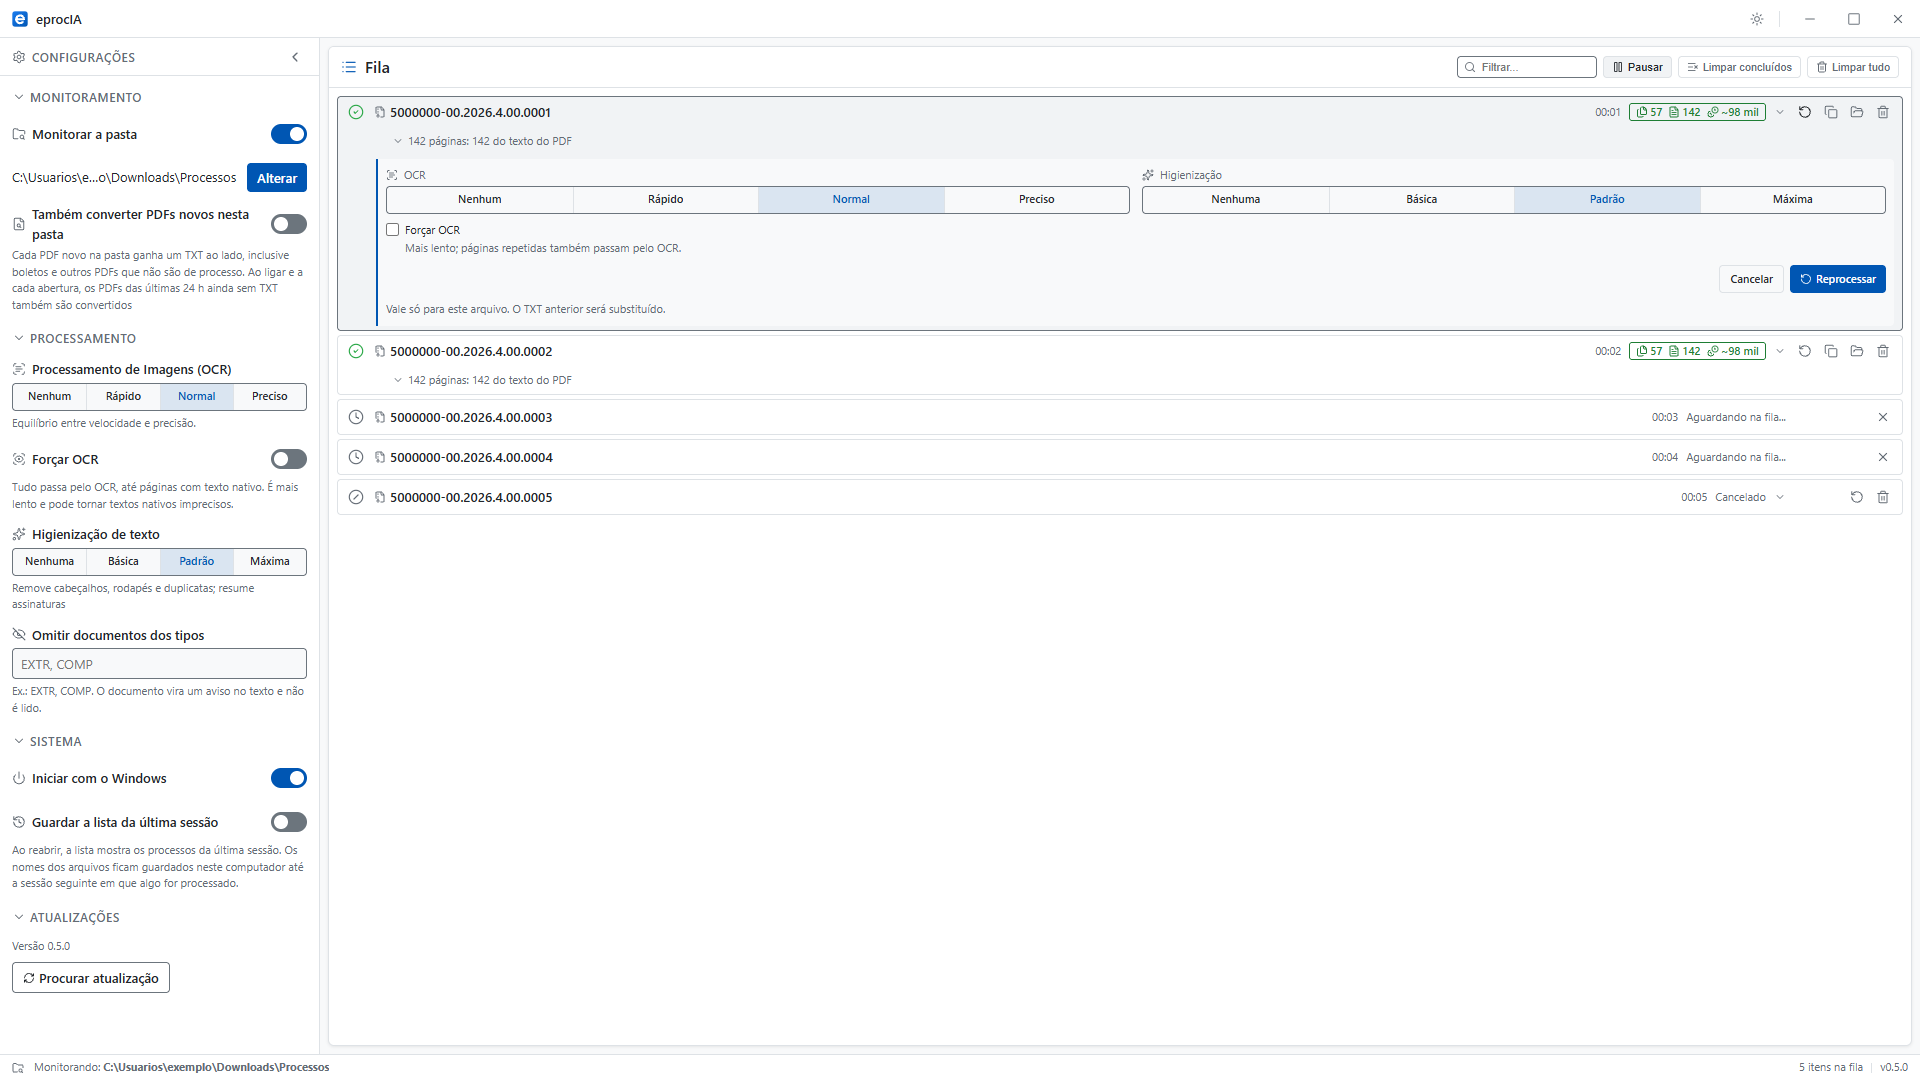 eprocIA
CONFIGURAÇÕES
MONITORAMENTO
Monitorar a pasta
C:\Usuarios\e...o\Downloads\Processos
Alterar
Também converter PDFs novos nesta
pasta
Cada PDF novo na pasta ganha um TXT ao lado, inclusive
boletos e outros PDFs que não são de processo. Ao ligar e a
cada abertura, os PDFs das últimas 24 h ainda sem TXT
também são convertidos
PROCESSAMENTO
Processamento de Imagens (OCR)
Nenhum Rápido Normal Preciso
Equilíbrio entre velocidade e precisão.
Forçar OCR
Tudo passa pelo OCR, até páginas com texto nativo. É mais
lento e pode tornar textos nativos imprecisos.
Higienização de texto
Nenhuma Básica Padrão Máxima
Remove cabeçalhos, rodapés e duplicatas; resume
assinaturas
Omitir documentos dos tipos
EXTR, COMP
Ex.: EXTR, COMP. O documento vira um aviso no texto e não
é lido.
SISTEMA
Iniciar com o Windows
Guardar a lista da última sessão
Ao reabrir, a lista mostra os processos da última sessão. Os
nomes dos arquivos ficam guardados neste computador até
a sessão seguinte em que algo for processado.
ATUALIZAÇÕES
Versão 0.5.0
Procurar atualização
Fila
Filtrar...
Pausar
Limpar concluídos
Limpar tudo
5000000-00.2026.4.00.0001 00:01 57 142 ~98 mil
142 páginas: 142 do texto do PDF
OCR Higienização
Nenhum Rápido Normal Preciso Nenhuma Básica Padrão Máxima
Forçar OCR
Mais lento; páginas repetidas também passam pelo OCR.
Cancelar Reprocessar
Vale só para este arquivo. O TXT anterior será substituído.
5000000-00.2026.4.00.0002 00:02 57 142 ~98 mil
142 páginas: 142 do texto do PDF
5000000-00.2026.4.00.0003 00:03 Aguardando na fila...
5000000-00.2026.4.00.0004 00:04 Aguardando na fila...
5000000-00.2026.4.00.0005 00:05 Cancelado
Monitorando: C:\Usuarios\exemplo\Downloads\Processos
5 itens na fila v0.5.0